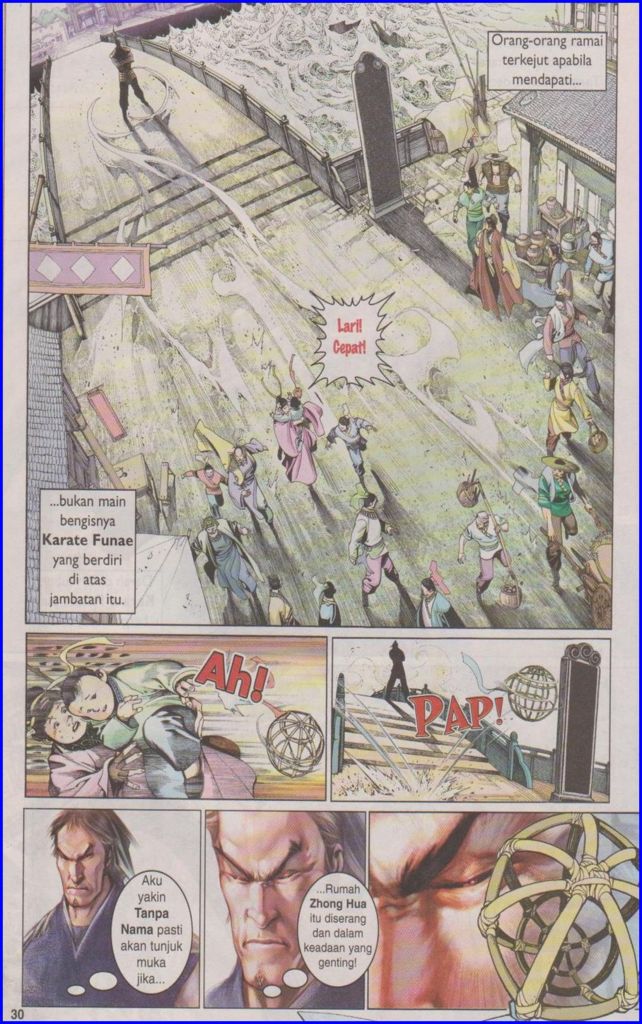 Orang-orang ramai
terkejut apabila
mendapati...
Lari!
Cepat!
...bukan main
bengisnya
Karate Funae
yang berdiri
di atas
jambatan itu.
Ah!
PAP!
Aku
yakin
Tanpa
Nama pasti
akan tunjuk
muka
jika...
...Rumah
Zhong Hua
itu diserang
dan dalam
keadaan yang
genting!
30